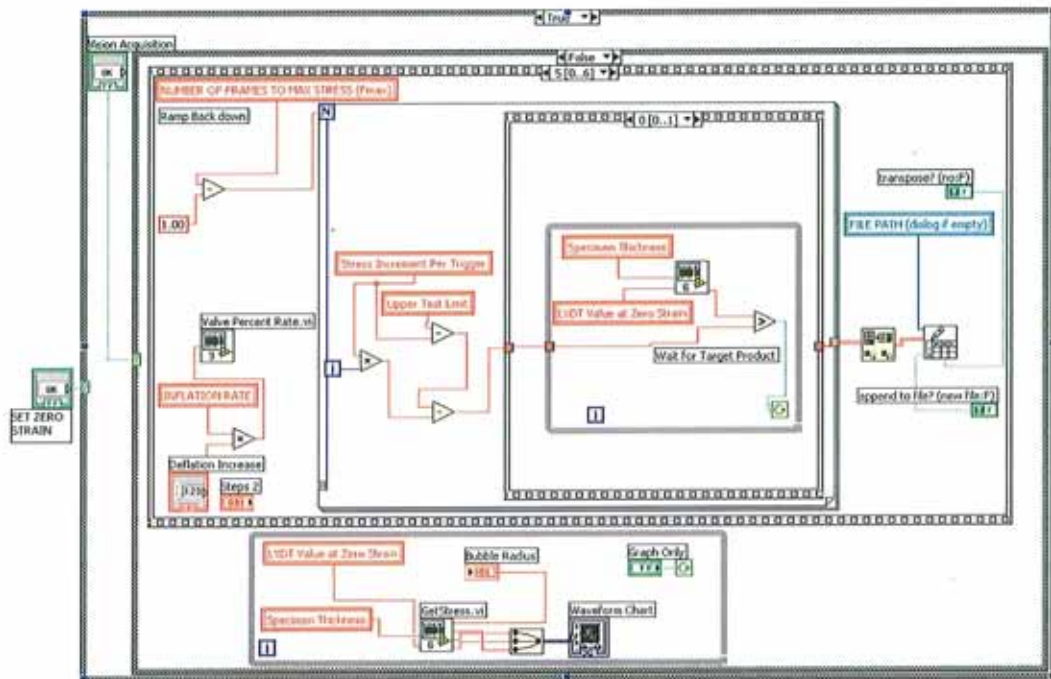 True
Vision Acquisition
OK
False
5 [0..6]
NUMBER OF FRAMES TO MAX STRESS (Fmax)
Ramp Back down
N
0 [0..1]
transpose? (no:F)
T F
1.00
FILE PATH (dialog if empty)
Specimen Thickness
6
Stress Increment Per Trigger
Upper Test Limit
LVDT Value at Zero Strain
Valve Percent Rate.vi
Wait for Target Product
i
OK
SET ZERO
STRAIN
INFLATION RATE
append to file? (new file:F)
T F
i
Deflation Increase
Steps 2
LVDT Value at Zero Strain
Bubble Radius
Graph Only
GetStress.vi
Waveform Chart
Specimen Thickness
6
i